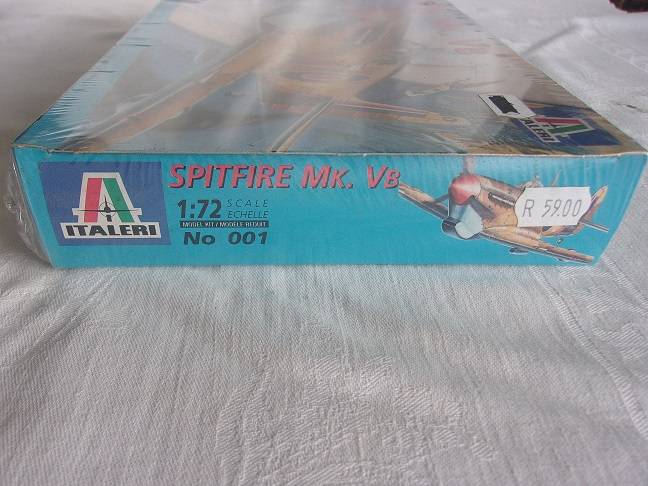 ITALERI
SPITFIRE MK. VB
1:72 SCALE
ECHELLE
MODEL KIT / MODELE REDUIT
No 001
R 59.00